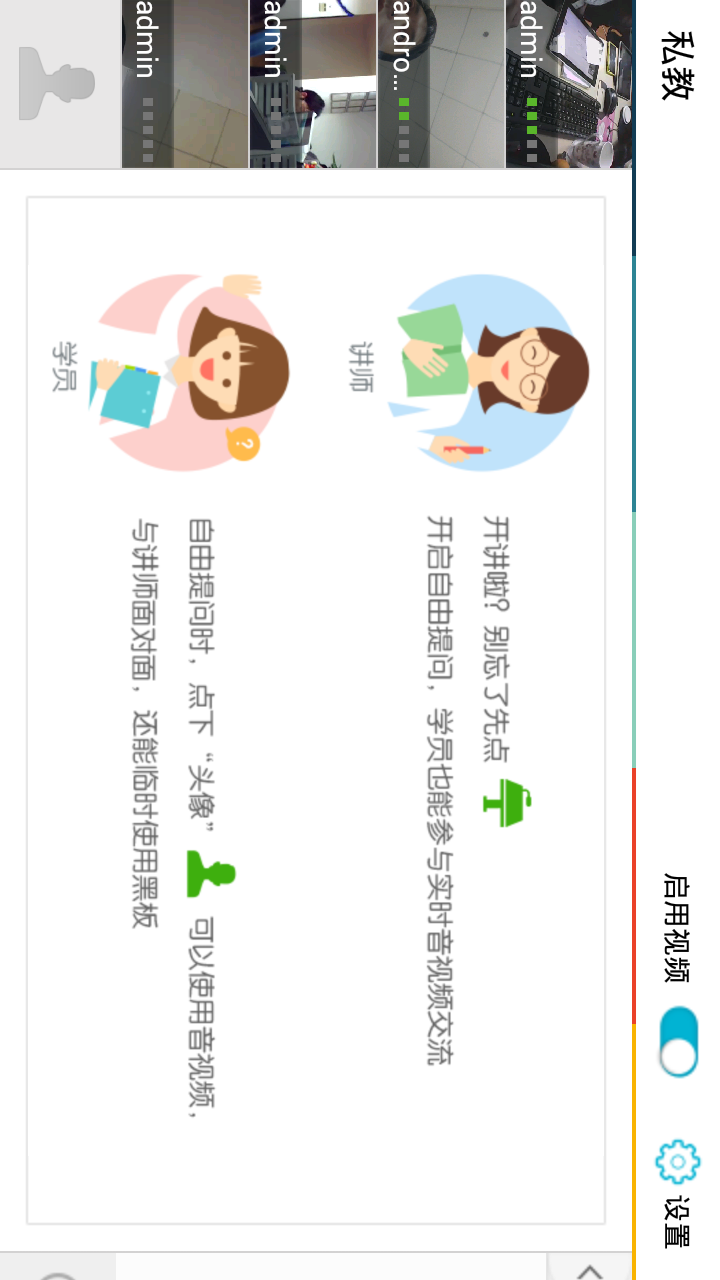 私教
启用视频
设置
admin
andro...
admin
admin
讲师
开讲啦？别忘了先点
开启自由提问，学员也能参与实时音视频交流
学员
?
自由提问时，点下“头像” 可以使用音视频，
与讲师面对面，还能临时使用黑板